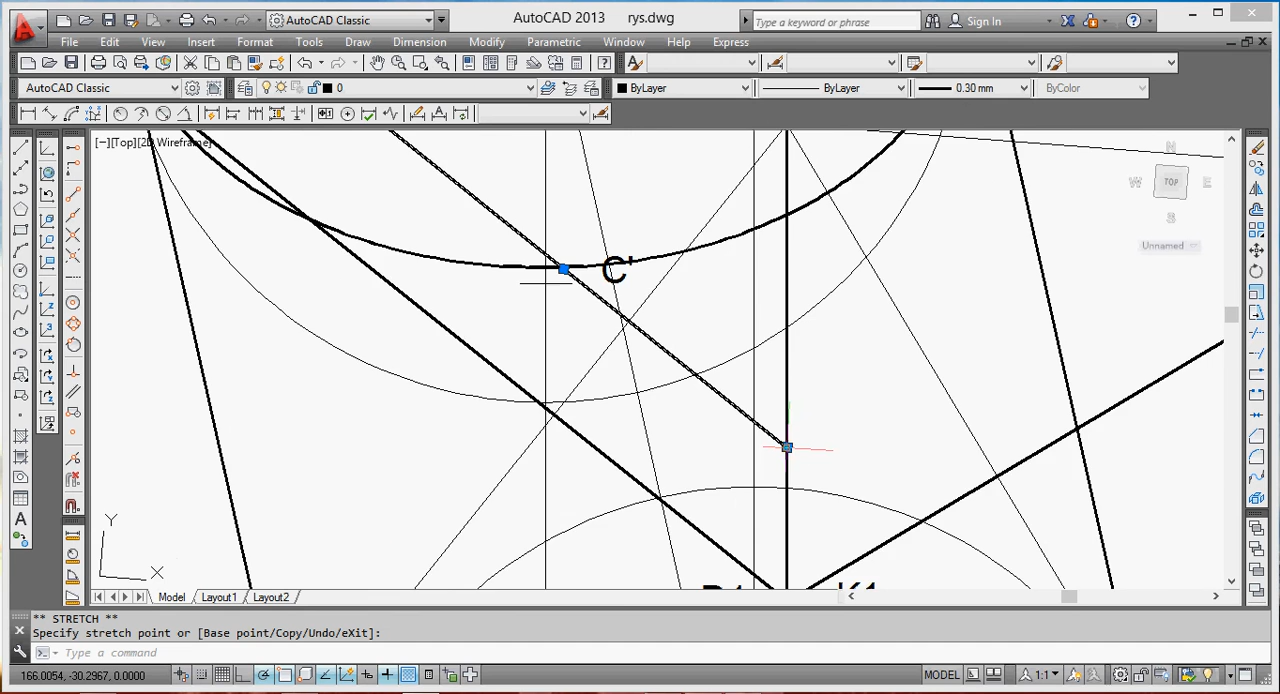 AutoCAD Classic AutoCAD 2013 rys.dwg Type a keyword or phrase Sign In
File Edit View Insert Format Tools Draw Dimension Modify Parametric Window Help Express
AutoCAD Classic 0 ByLayer ByLayer 0.30 mm ByColor
[−][Top][2D Wireframe]
N
W TOP E
S
Unnamed
C'
Y
X
K1
Model Layout1 Layout2
** STRETCH **
Specify stretch point or [Base point/Copy/Undo/eXit]:
Type a command
166.0054, -30.2967, 0.0000 MODEL 1:1